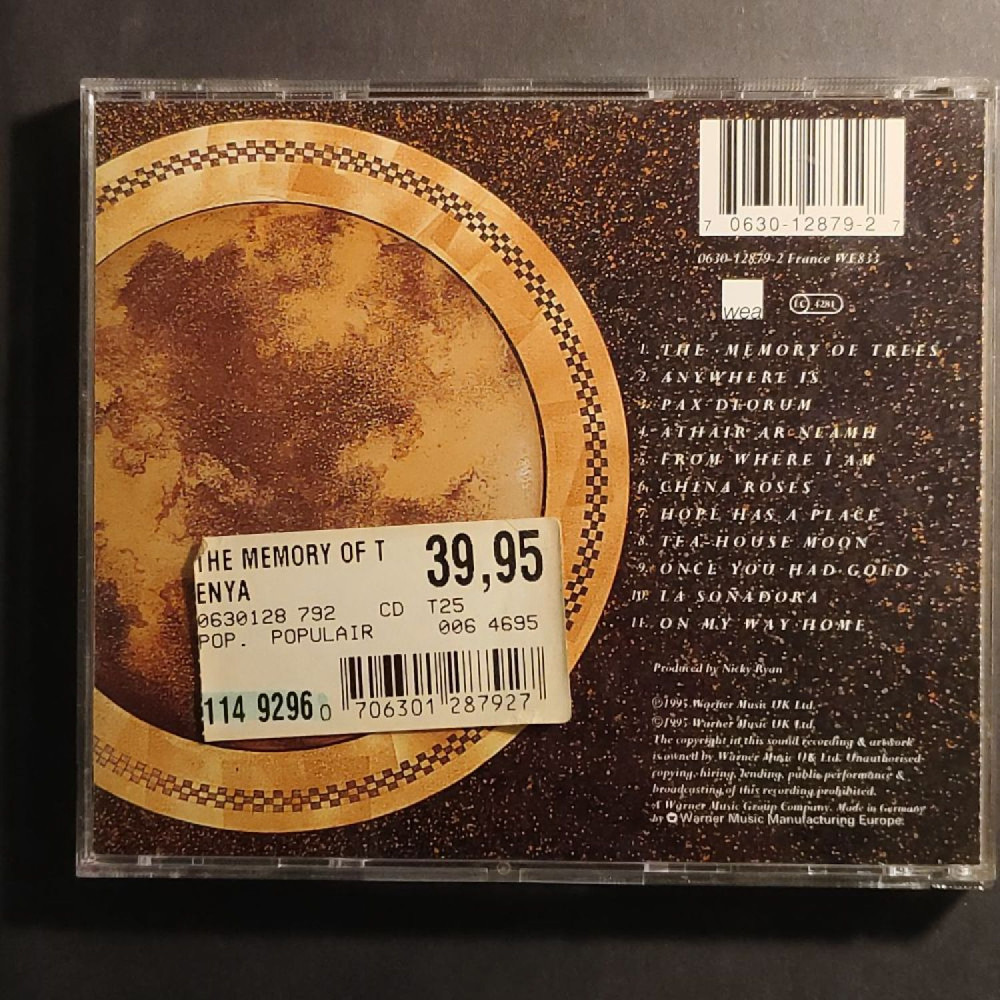 7 0630-12879-2 7
0630-12879-2 France WE833
wea
LC 4281
1. THE MEMORY OF TREES
2. ANYWHERE IS
3. PAX DEORUM
4. ATHAIR AR NEAMH
5. FROM WHERE I AM
6. CHINA ROSES
7. HOPE HAS A PLACE
8. TEA-HOUSE MOON
9. ONCE YOU HAD GOLD
10. LA SOÑADORA
11. ON MY WAY HOME
THE MEMORY OF T 39,95
ENYA
0630128 792 CD T25
POP. POPULAIR 006 4695
114 9296 0
7 706301 287927
Produced by Nicky Ryan
℗1995 Warner Music UK Ltd.
©1995 Warner Music UK Ltd.
The copyright in this sound recording & artwork
is owned by Warner Music UK Ltd. Unauthorised
copying, hiring, lending, public performance &
broadcasting of this recording prohibited.
A Warner Music Group Company. Made in Germany
by Warner Music Manufacturing Europe.